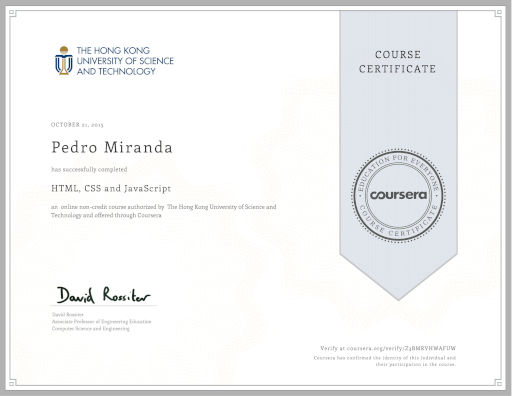 THE HONG KONG
UNIVERSITY OF SCIENCE
AND TECHNOLOGY
COURSE
CERTIFICATE
EDUCATION FOR EVERYONE
coursera
COURSE CERTIFICATE
Pedro Miranda
has successfully completed
HTML, CSS and JavaScript
an online non-credit course authorized by The Hong Kong University of Science and
Technology and offered through Coursera
David Rossiter
David Rossiter
Associate Professor of Engineering Education
Computer Science and Engineering
Verify at coursera.org/verify/
Coursera has confirmed the identity of this individual and
their participation in the course.